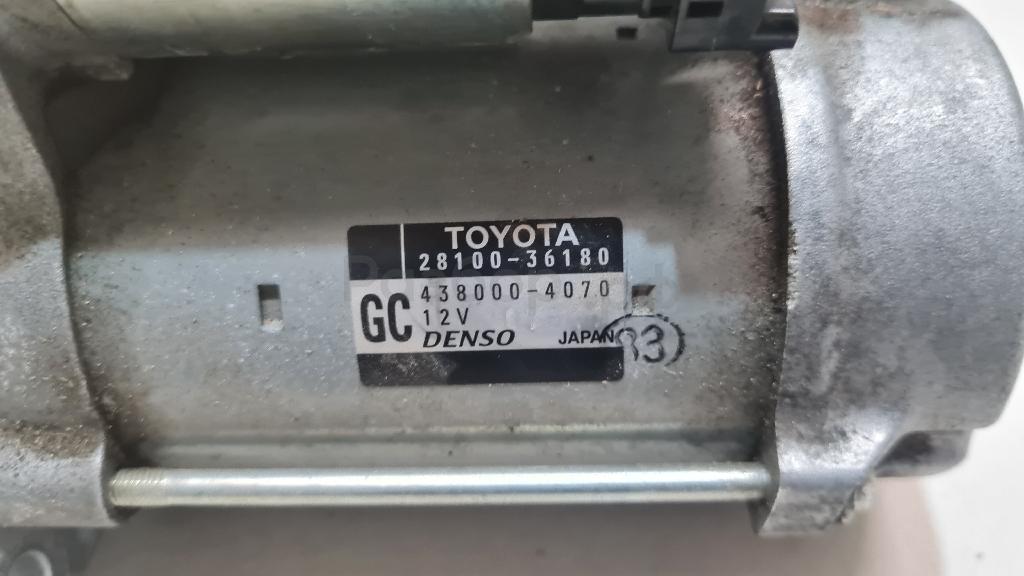 TOYOTA
28100-36180
438000-4070
GC 12V
DENSO JAPAN